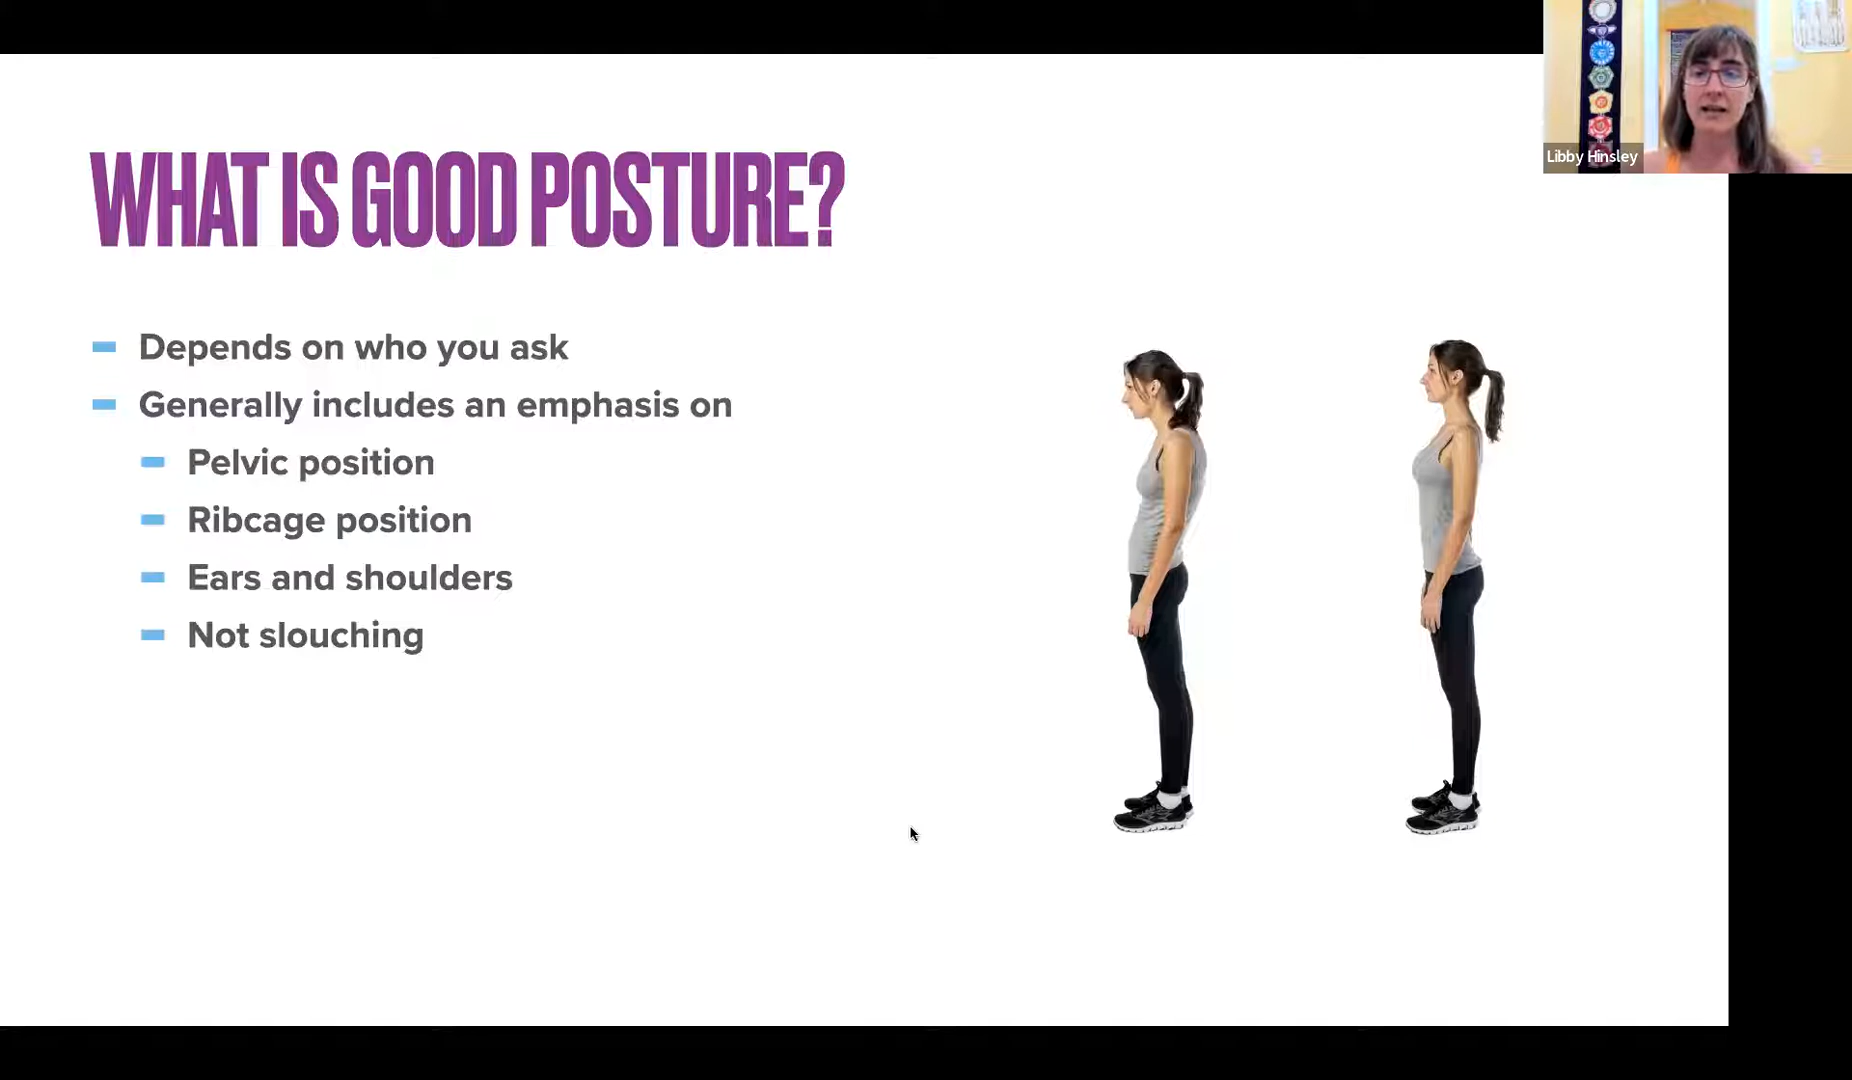 WHAT IS GOOD POSTURE?
Depends on who you ask
Generally includes an emphasis on
Pelvic position
Ribcage position
Ears and shoulders
Not slouching
Libby Hinsley